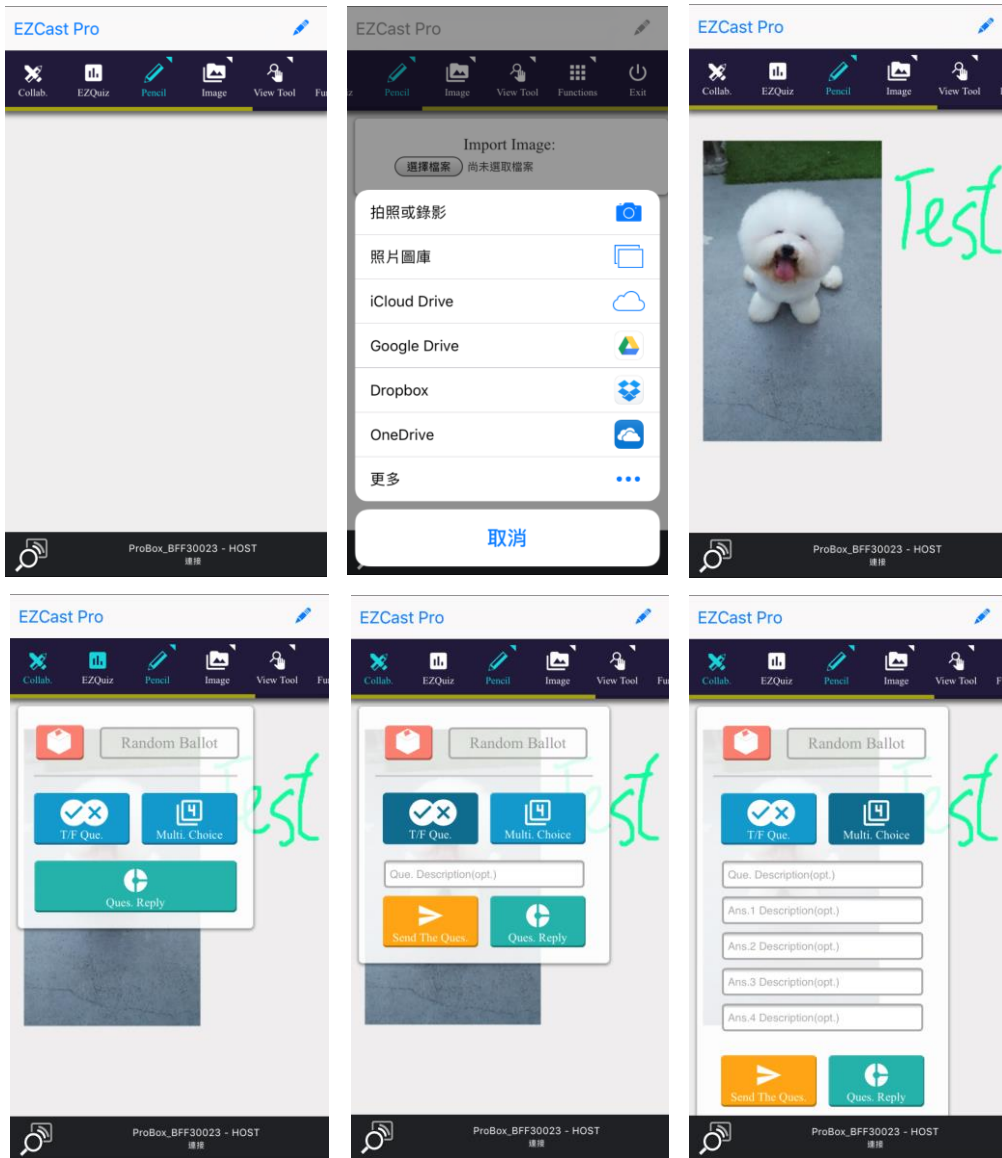 EZCast Pro
Collab. EZQuiz Pencil Image View Tool Fu
ProBox_BFF30023 - HOST
連接
EZCast Pro
z Pencil Image View Tool Functions Exit
Import Image:
選擇檔案 尚未選取檔案
拍照或錄影
照片圖庫
iCloud Drive
Google Drive
Dropbox
OneDrive
更多
取消
EZCast Pro
Collab. EZQuiz Pencil Image View Tool
Test
ProBox_BFF30023 - HOST
連接
EZCast Pro
Collab. EZQuiz Pencil Image View Tool Fu
Random Ballot
est
T/F Que. Multi. Choice
Ques. Reply
ProBox_BFF30023 - HOST
連接
EZCast Pro
Collab. EZQuiz Pencil Image View Tool Fu
Random Ballot
st
T/F Que. Multi. Choice
Que. Description(opt.)
Send The Ques. Ques. Reply
ProBox_BFF30023 - HOST
連接
EZCast Pro
Collab. EZQuiz Pencil Image View Tool F
Random Ballot
st
T/F Que. Multi. Choice
Que. Description(opt.)
Ans.1 Description(opt.)
Ans.2 Description(opt.)
Ans.3 Description(opt.)
Ans.4 Description(opt.)
Send The Ques. Ques. Reply
ProBox_BFF30023 - HOST
連接